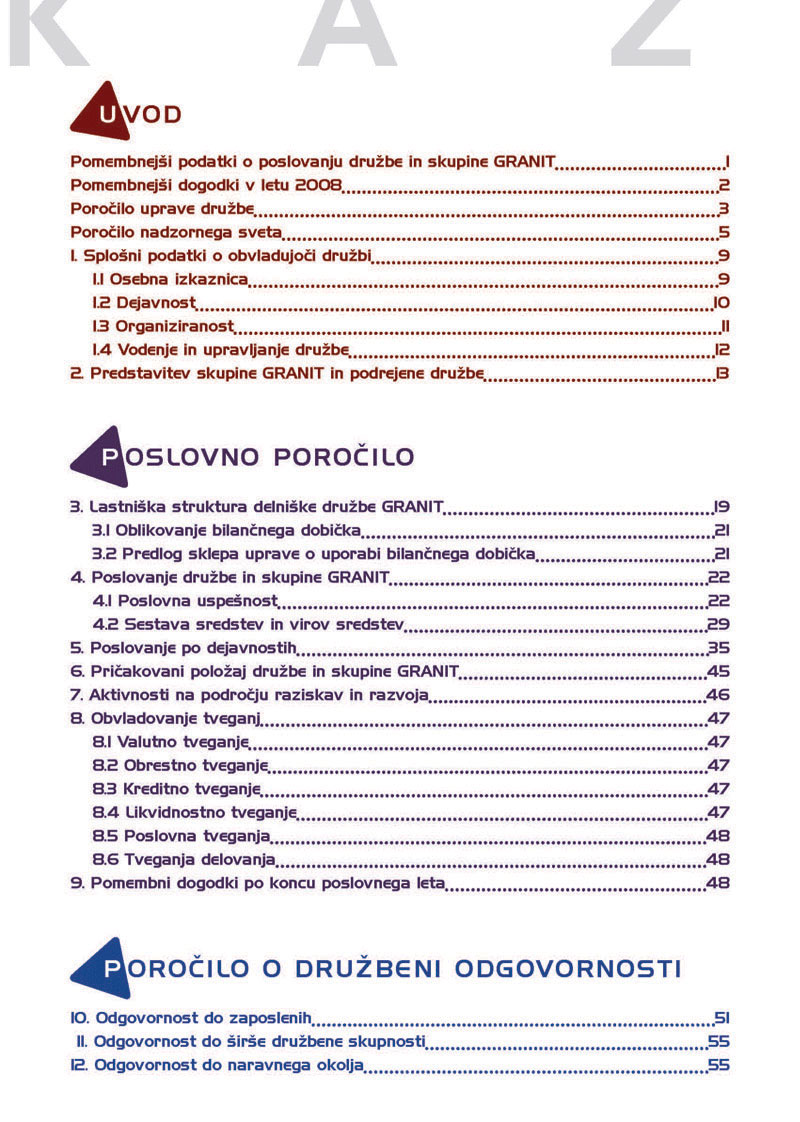 K A Z
UVOD
Pomembnejši podatki o poslovanju družbe in skupine GRANIT 1
Pomembnejši dogodki v letu 2008 2
Poročilo uprave družbe 3
Poročilo nadzornega sveta 5
1. Splošni podatki o obvladujoči družbi 9
1.1 Osebna izkaznica 9
1.2 Dejavnost 10
1.3 Organiziranost 11
1.4 Vodenje in upravljanje družbe 12
2. Predstavitev skupine GRANIT in podrejene družbe 13
POSLOVNO POROČILO
3. Lastniška struktura delniške družbe GRANIT 19
3.1 Oblikovanje bilančnega dobička 21
3.2 Predlog sklepa uprave o uporabi bilančnega dobička 21
4. Poslovanje družbe in skupine GRANIT 22
4.1 Poslovna uspešnost 22
4.2 Sestava sredstev in virov sredstev 29
5. Poslovanje po dejavnostih 35
6. Pričakovani položaj družbe in skupine GRANIT 45
7. Aktivnosti na področju raziskav in razvoja 46
8. Obvladovanje tveganj 47
8.1 Valutno tveganje 47
8.2 Obrestno tveganje 47
8.3 Kreditno tveganje 47
8.4 Likvidnostno tveganje 47
8.5 Poslovna tveganja 48
8.6 Tveganja delovanja 48
9. Pomembni dogodki po koncu poslovnega leta 48
POROČILO O DRUŽBENI ODGOVORNOSTI
10. Odgovornost do zaposlenih 51
11. Odgovornost do širše družbene skupnosti 55
12. Odgovornost do naravnega okolja 55